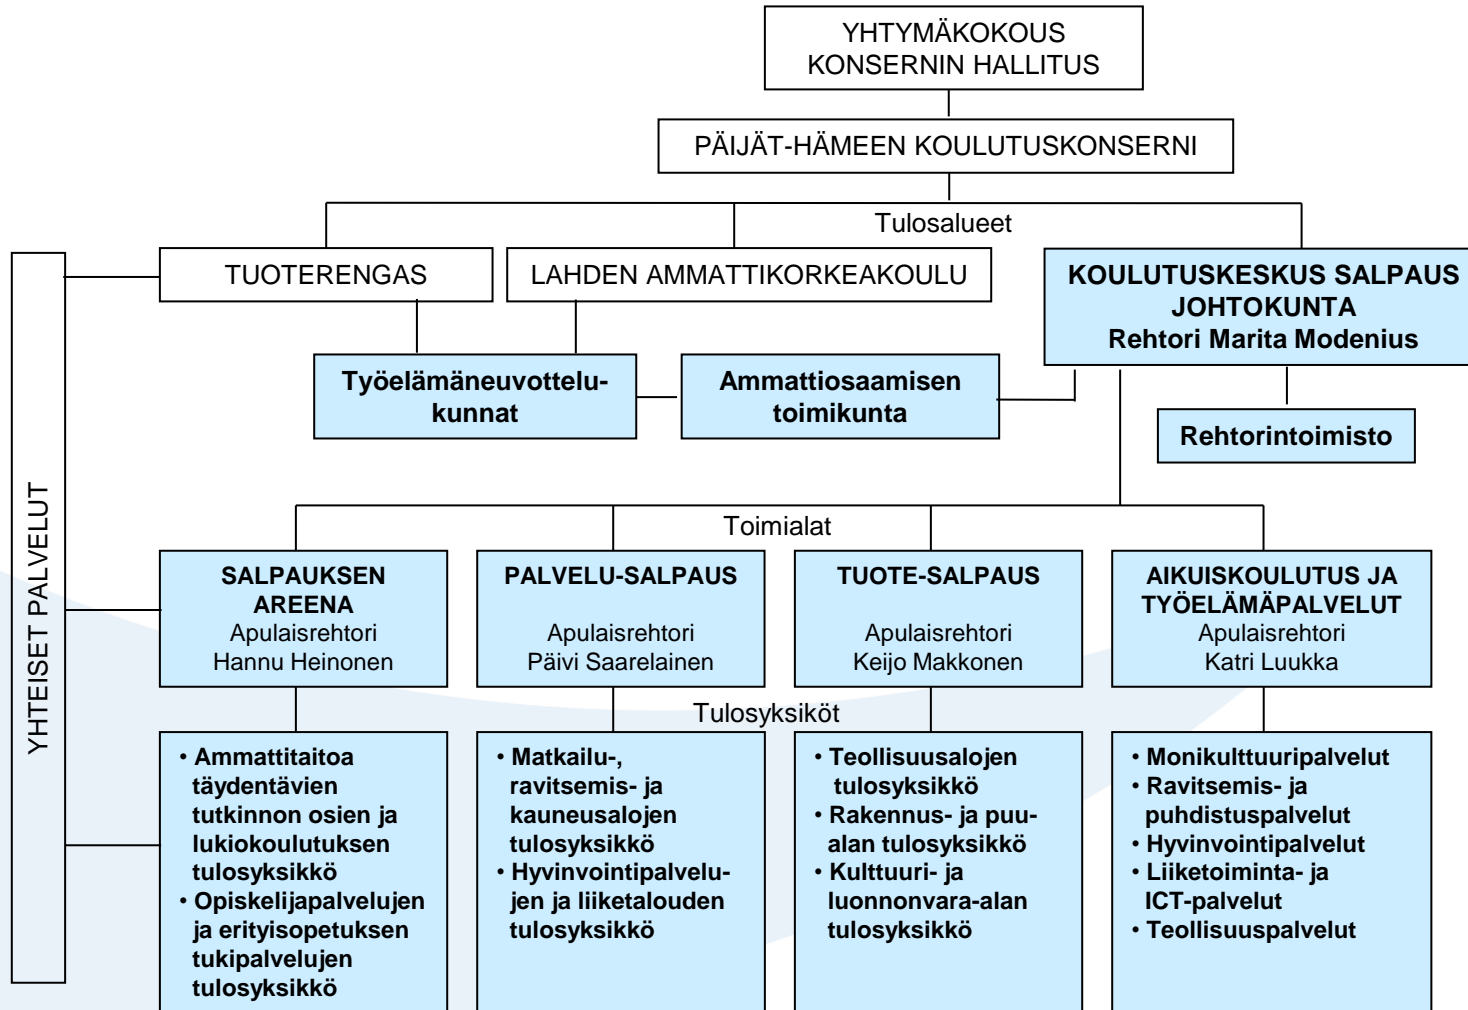 YHTYMÄKOKOUS
KONSERNIN HALLITUS
PÄIJÄT-HÄMEEN KOULUTUSKONSERNI
Tulosalueet
TUOTERENGAS
LAHDEN AMMATTIKORKEAKOULU
KOULUTUSKESKUS SALPAUS
JOHTOKUNTA
Rehtori Marita Modenius
Työelämäneuvottelu-
kunnat
Ammattiosaamisen
toimikunta
Rehtorintoimisto
YHTEISET PALVELUT
Toimialat
SALPAUKSEN
AREENA
Apulaisrehtori
Hannu Heinonen
PALVELU-SALPAUS
Apulaisrehtori
Päivi Saarelainen
TUOTE-SALPAUS
Apulaisrehtori
Keijo Makkonen
AIKUISKOULUTUS JA
TYÖELÄMÄPALVELUT
Apulaisrehtori
Katri Luukka
Tulosyksiköt
• Ammattitaitoa
täydentävien
tutkinnon osien ja
lukiokoulutuksen
tulosyksikkö
• Opiskelijapalvelujen
ja erityisopetuksen
tukipalvelujen
tulosyksikkö
• Matkailu-,
ravitsemis- ja
kauneusalojen
tulosyksikkö
• Hyvinvointipalvelu-
jen ja liiketalouden
tulosyksikkö
• Teollisuusalojen
tulosyksikkö
• Rakennus- ja puu-
alan tulosyksikkö
• Kulttuuri- ja
luonnonvara-alan
tulosyksikkö
• Monikulttuuripalvelut
• Ravitsemis- ja
puhdistuspalvelut
• Hyvinvointipalvelut
• Liiketoiminta- ja
ICT-palvelut
• Teollisuuspalvelut